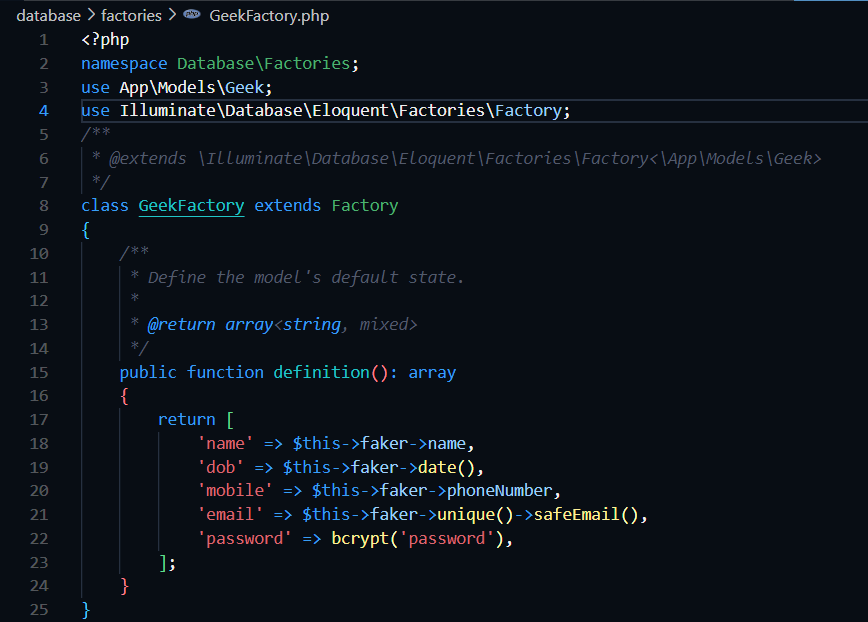 database > factories > php GeekFactory.php
1 <?php
2 namespace Database\Factories;
3 use App\Models\Geek;
4 use Illuminate\Database\Eloquent\Factories\Factory;
5 /**
6  * @extends \Illuminate\Database\Eloquent\Factories\Factory<\App\Models\Geek>
7  */
8 class GeekFactory extends Factory
9 {
10     /**
11      * Define the model's default state.
12      *
13      * @return array<string, mixed>
14      */
15     public function definition(): array
16     {
17         return [
18             'name' => $this->faker->name,
19             'dob' => $this->faker->date(),
20             'mobile' => $this->faker->phoneNumber,
21             'email' => $this->faker->unique()->safeEmail(),
22             'password' => bcrypt('password'),
23         ];
24     }
25 }